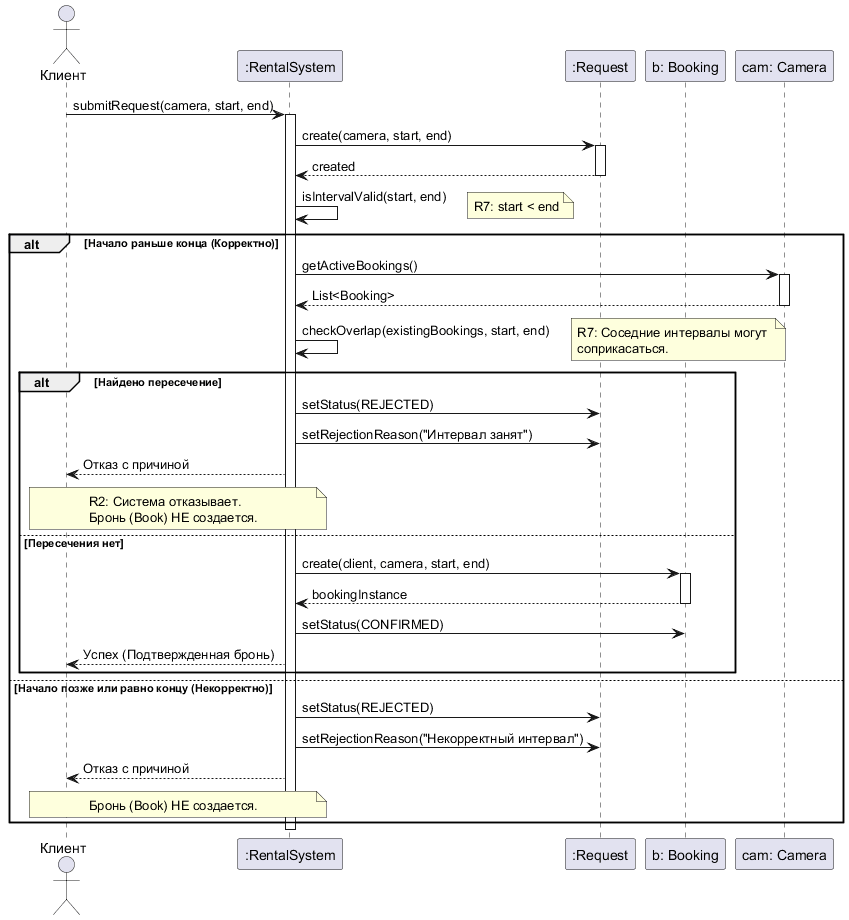 Клиент
:RentalSystem
:Request
b: Booking
cam: Camera
submitRequest(camera, start, end)
create(camera, start, end)
created
isIntervalValid(start, end)
R7: start < end
alt
[Начало раньше конца (Корректно)]
getActiveBookings()
List<Booking>
checkOverlap(existingBookings, start, end)
R7: Соседние интервалы могут
соприкасаться.
alt
[Найдено пересечение]
setStatus(REJECTED)
setRejectionReason("Интервал занят")
Отказ с причиной
R2: Система отказывает.
Бронь (Book) НЕ создается.
[Пересечения нет]
create(client, camera, start, end)
bookingInstance
setStatus(CONFIRMED)
Успех (Подтвержденная бронь)
[Начало позже или равно концу (Некорректно)]
setStatus(REJECTED)
setRejectionReason("Некорректный интервал")
Отказ с причиной
Бронь (Book) НЕ создается.
Клиент
:RentalSystem
:Request
b: Booking
cam: Camera